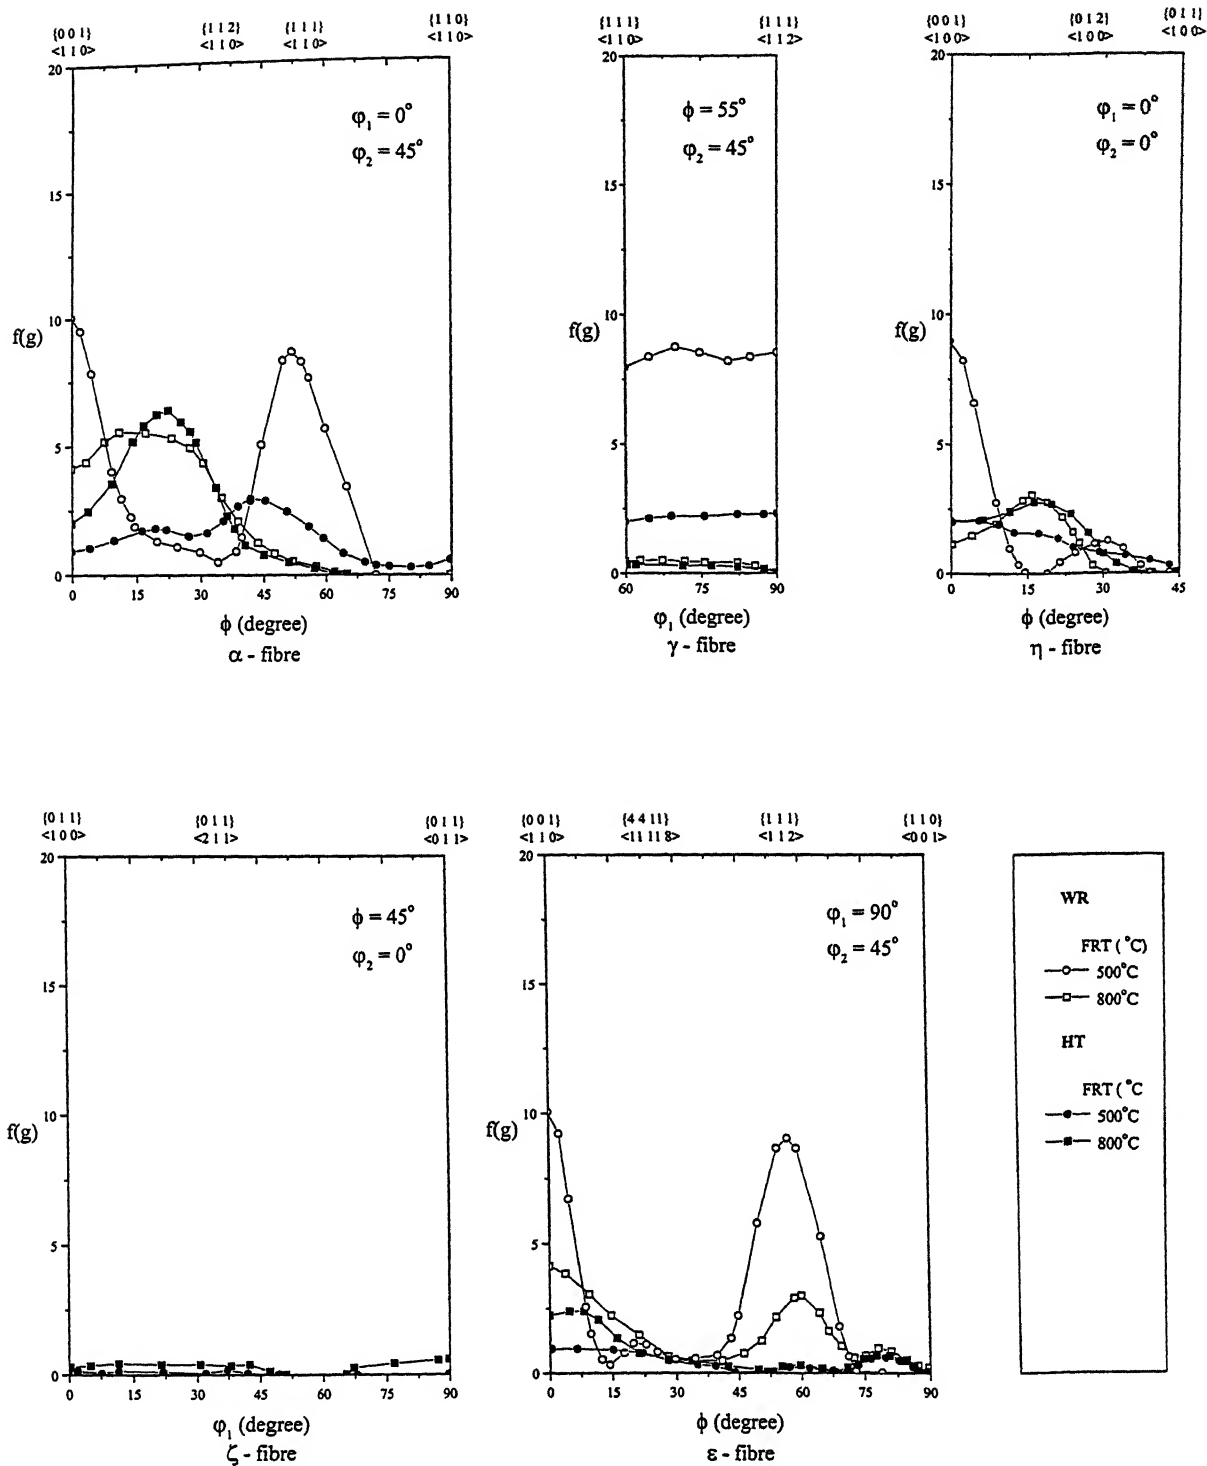 {0 0 1} {1 1 2} {1 1 1} {1 1 0}
<1 1 0> <1 1 0> <1 1 0> <1 1 0>
20
φ1 = 0°
φ2 = 45°
15
10
f(g)
5
0
0 15 30 45 60 75 90
ϕ (degree)
α - fibre
{1 1 1} {1 1 1}
<1 1 0> <1 1 2>
20
ϕ = 55°
φ2 = 45°
15
10
f(g)
5
0
60 75 90
φ1 (degree)
γ - fibre
{0 0 1} {0 1 2} {0 1 1}
<1 0 0> <1 0 0> <1 0 0>
20
φ1 = 0°
φ2 = 0°
15
10
f(g)
5
0
0 15 30 45
ϕ (degree)
η - fibre
{0 1 1} {0 1 1} {0 1 1}
<1 0 0> <2 1 1> <0 1 1>
20
ϕ = 45°
φ2 = 0°
15
10
f(g)
5
0
0 15 30 45 60 75 90
φ1 (degree)
ζ - fibre
{0 0 1} {4 4 11} {1 1 1} {1 1 0}
<1 1 0> <11 11 8> <1 1 2> <0 0 1>
20
φ1 = 90°
φ2 = 45°
15
10
f(g)
5
0
0 15 30 45 60 75 90
ϕ (degree)
ε - fibre
WR
FRT (°C)
500°C
800°C
HT
FRT (°C
500°C
800°C